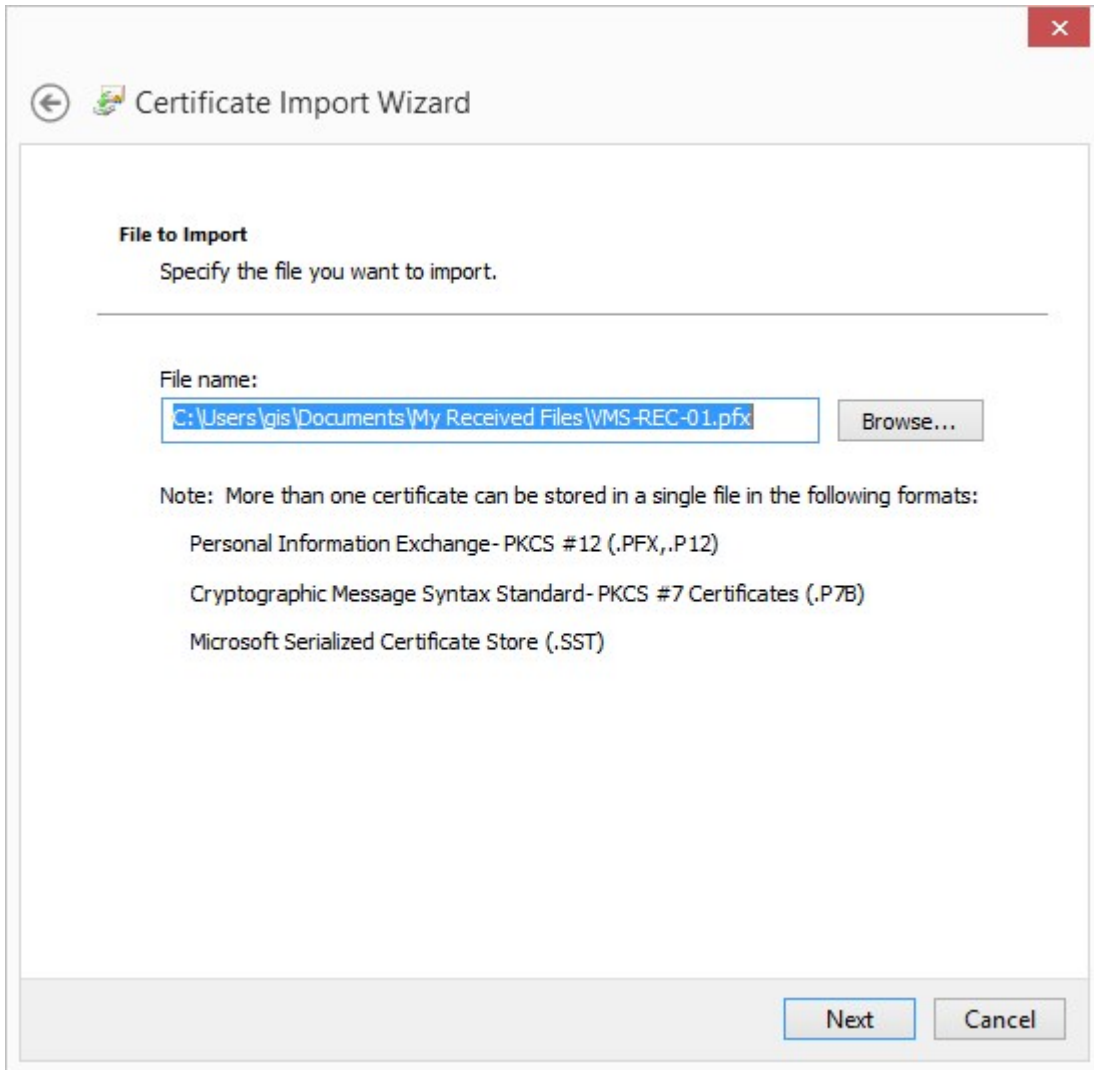 Certificate Import Wizard
File to Import
Specify the file you want to import.
File name:
C:\Users\gis\Documents\My Received Files\VMS-REC-01.pfx
Browse...
Note:  More than one certificate can be stored in a single file in the following formats:
Personal Information Exchange- PKCS #12 (.PFX,.P12)
Cryptographic Message Syntax Standard- PKCS #7 Certificates (.P7B)
Microsoft Serialized Certificate Store (.SST)
Next
Cancel